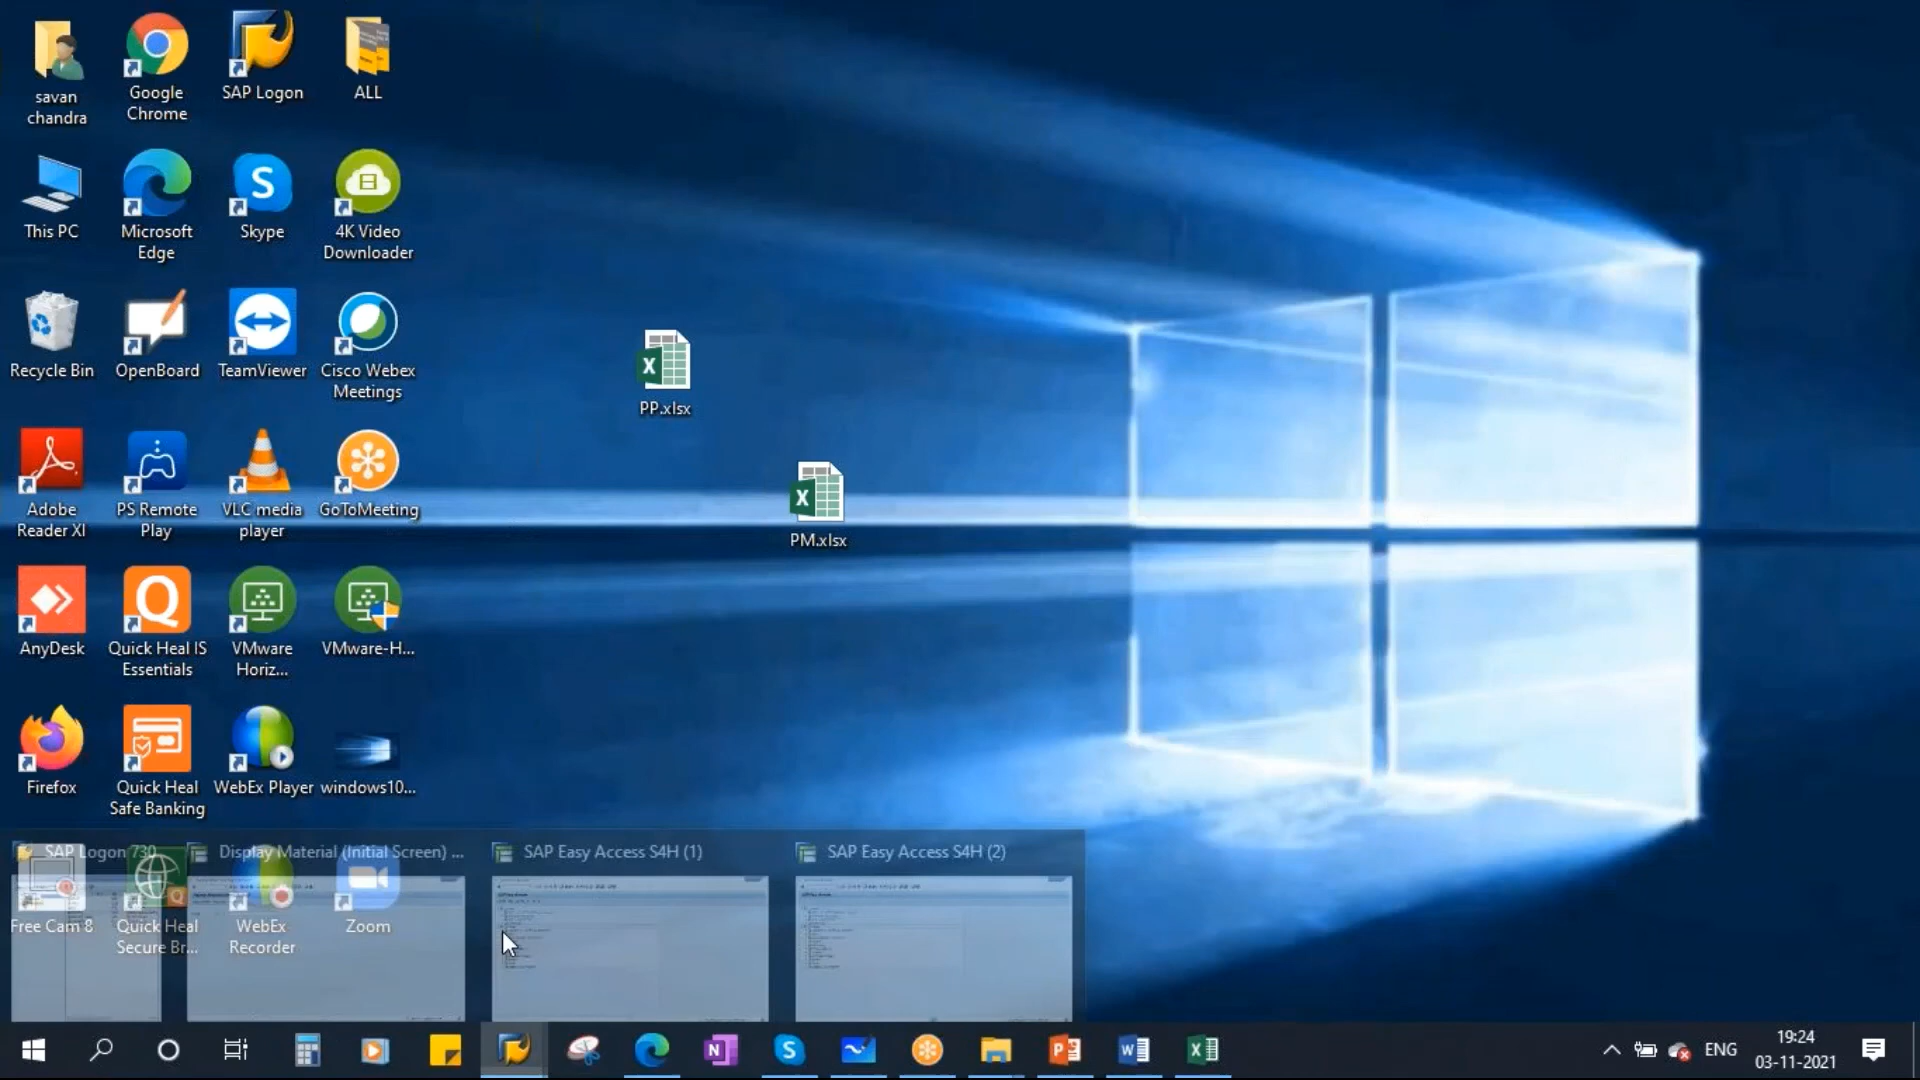 savan
chandra
Google
Chrome
SAP Logon
ALL
This PC
Microsoft
Edge
Skype
4K Video
Downloader
Recycle Bin
OpenBoard
TeamViewer
Cisco Webex
Meetings
Adobe
Reader XI
PS Remote
Play
VLC media
player
GoToMeeting
PP.xlsx
PM.xlsx
AnyDesk
Quick Heal IS
Essentials
VMware
Horiz...
VMware-H...
Firefox
Quick Heal
Safe Banking
WebEx Player
windows10...
SAP Logon 730
Display Material (Initial Screen) ...
SAP Easy Access S4H (1)
SAP Easy Access S4H (2)
Free Cam 8
Quick Heal
Secure Br...
WebEx
Recorder
Zoom
ENG
19:24
03-11-2021